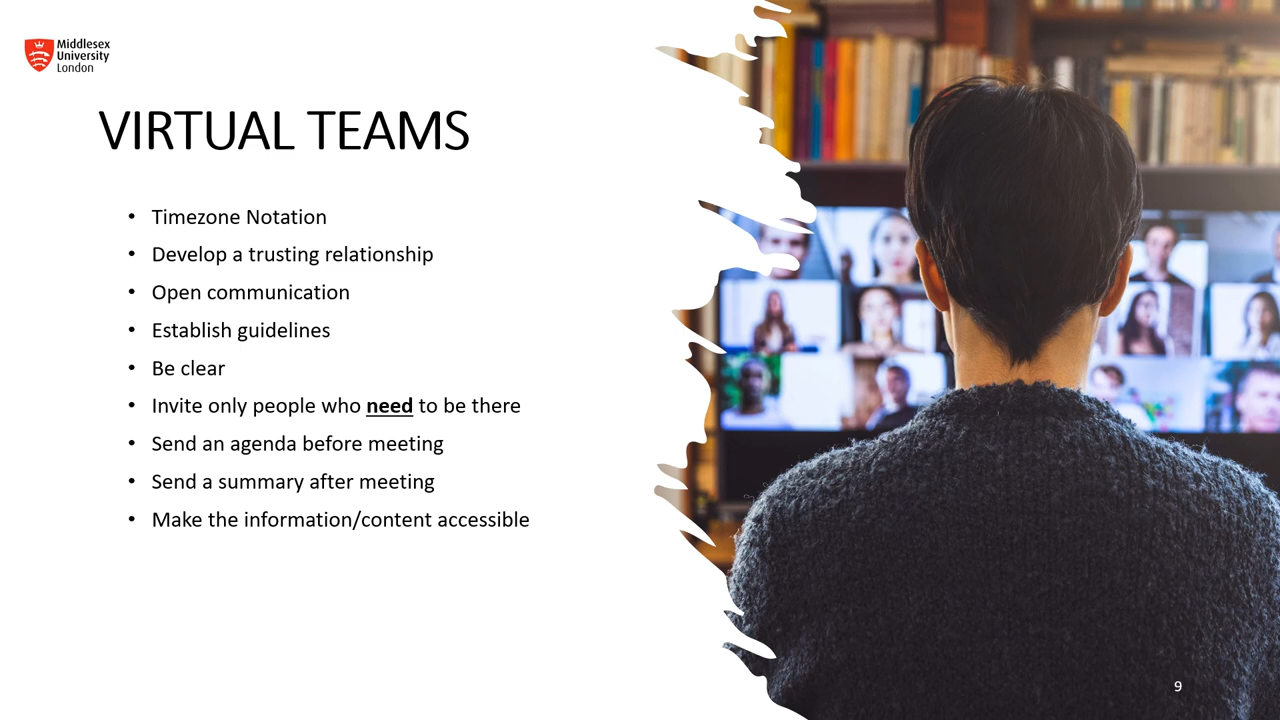 Middlesex
University
London
VIRTUAL TEAMS
• Timezone Notation
• Develop a trusting relationship
• Open communication
• Establish guidelines
• Be clear
• Invite only people who need to be there
• Send an agenda before meeting
• Send a summary after meeting
• Make the information/content accessible
9